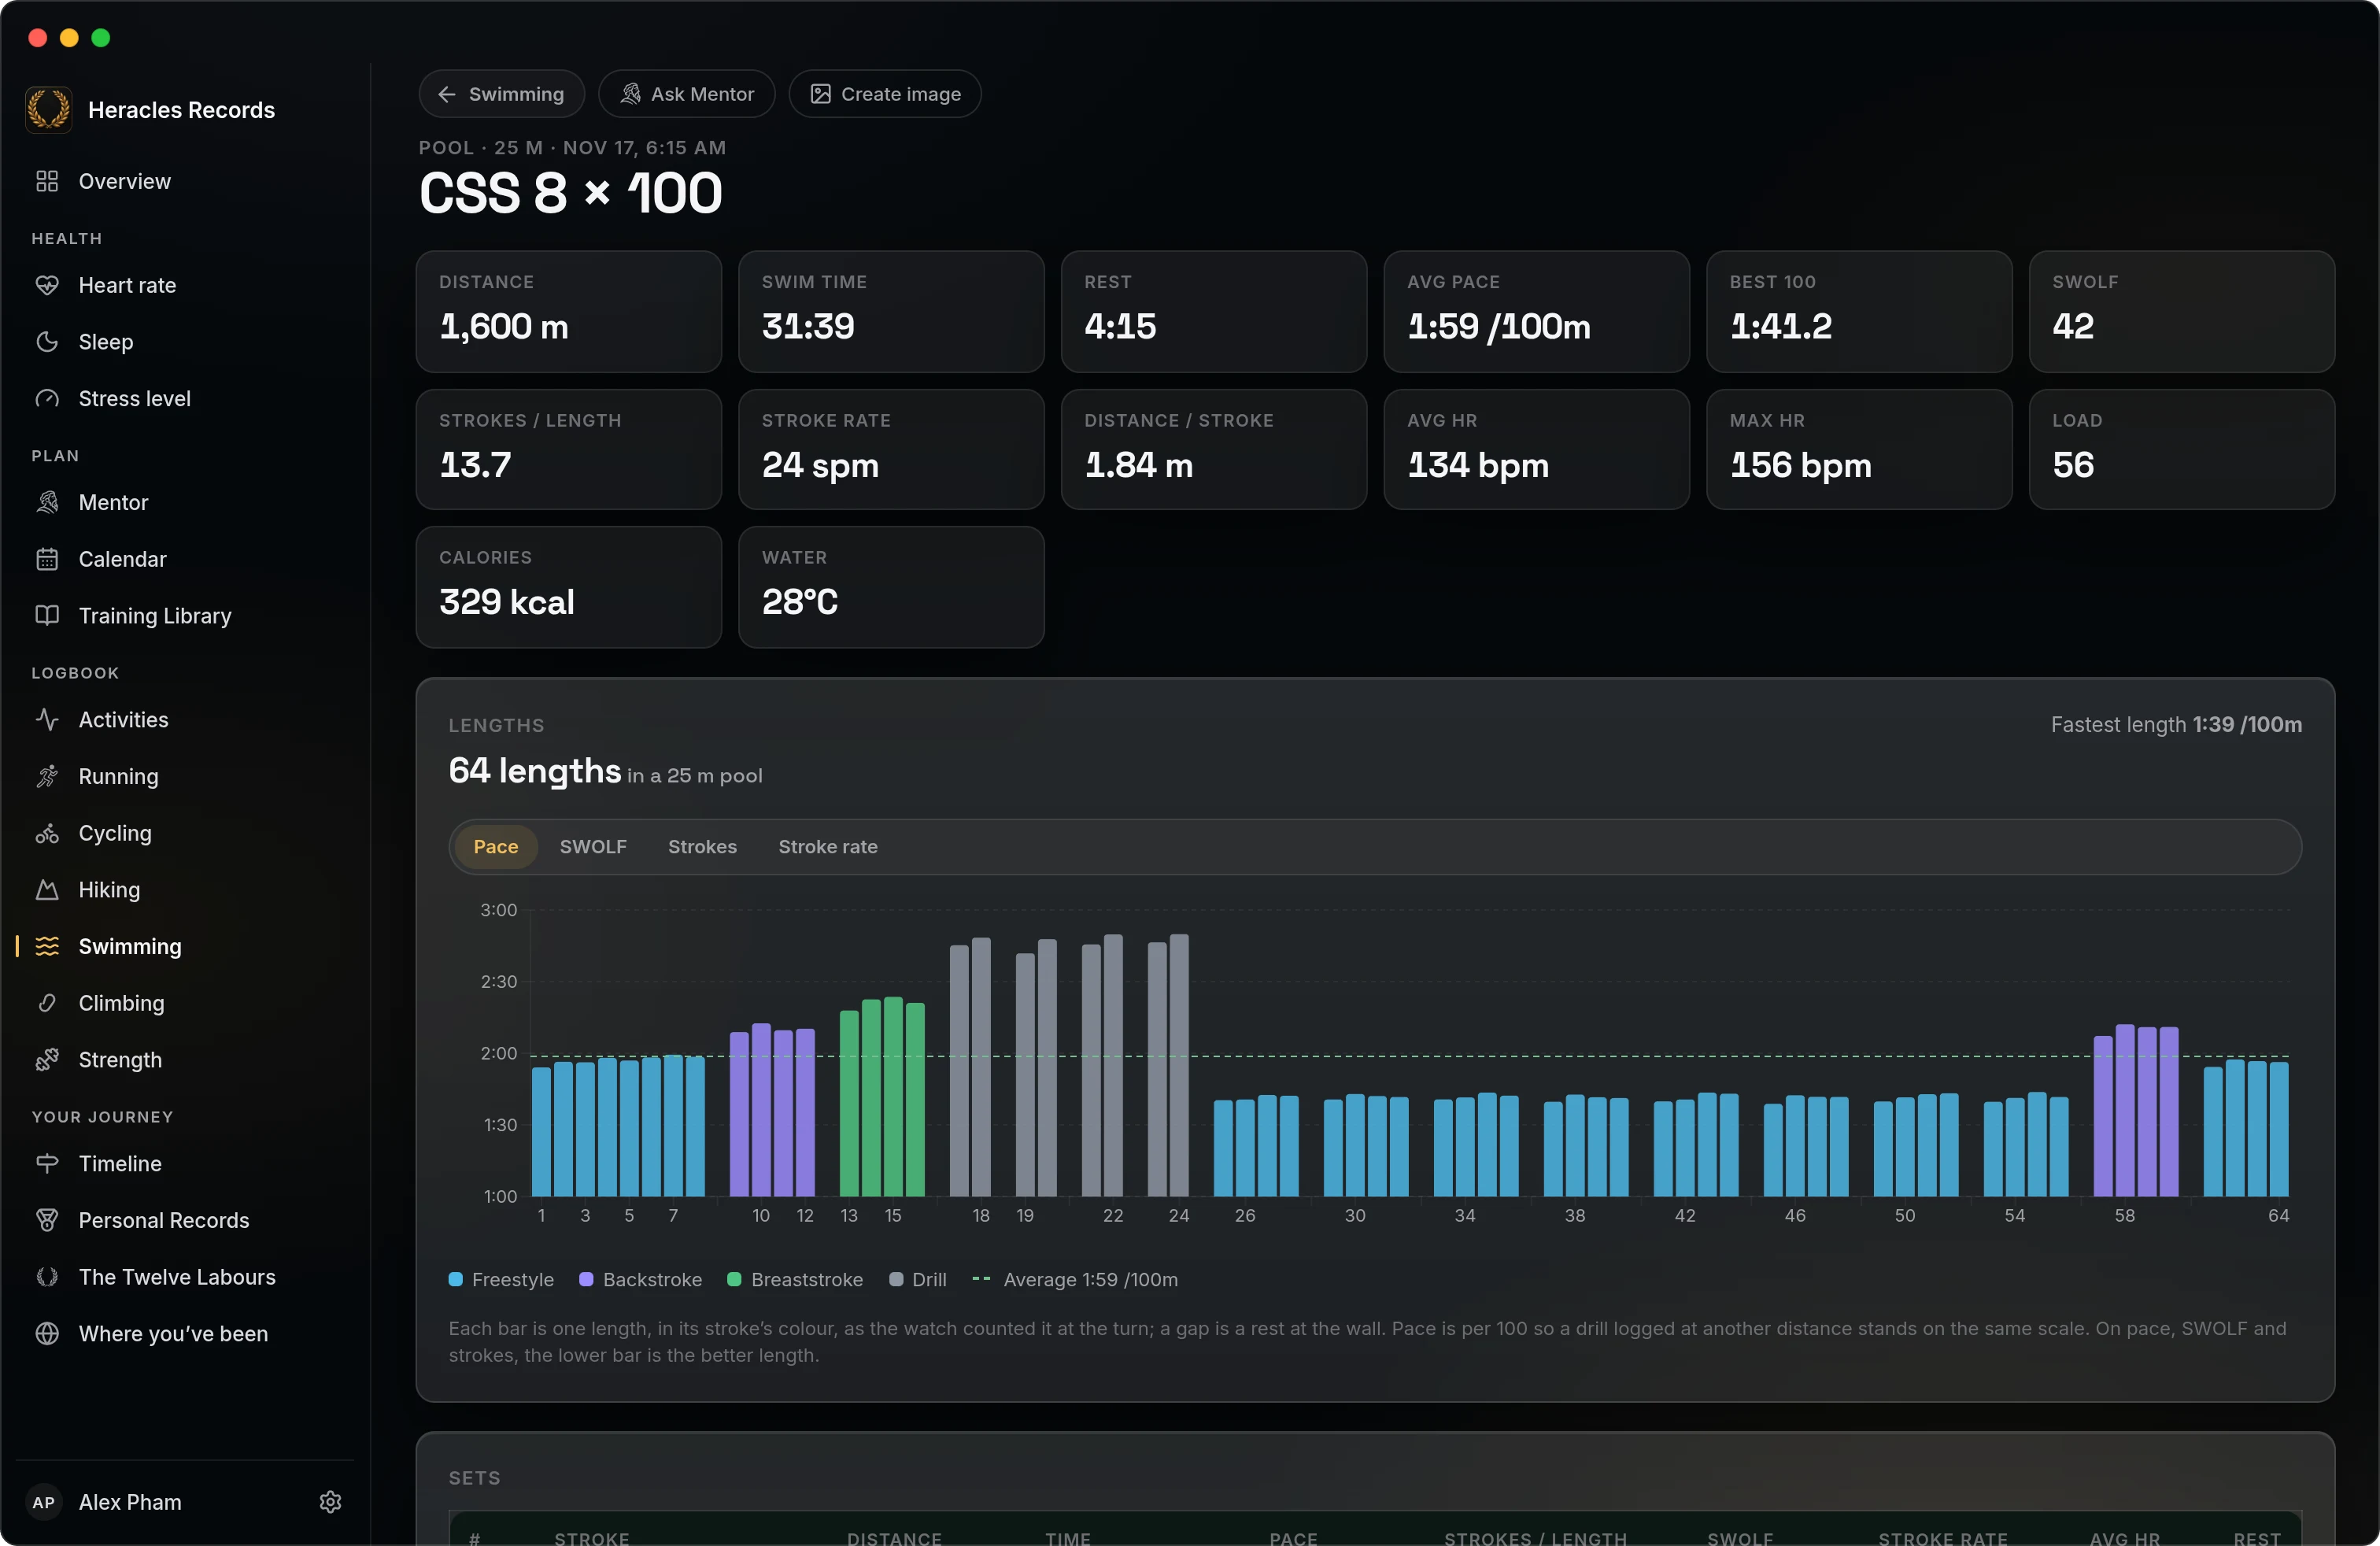 Heracles Records
Overview
HEALTH
Heart rate
Sleep
Stress level
PLAN
Mentor
Calendar
Training Library
LOGBOOK
Activities
Running
Cycling
Hiking
Swimming
Climbing
Strength
YOUR JOURNEY
Timeline
Personal Records
The Twelve Labours
Where you’ve been
AP Alex Pham
Swimming Ask Mentor Create image
POOL · 25 M · NOV 17, 6:15 AM
CSS 8 × 100
DISTANCE SWIM TIME REST AVG PACE BEST 100 SWOLF
1,600 m 31:39 4:15 1:59 /100m 1:41.2 42
STROKES / LENGTH STROKE RATE DISTANCE / STROKE AVG HR MAX HR LOAD
13.7 24 spm 1.84 m 134 bpm 156 bpm 56
CALORIES WATER
329 kcal 28°C
LENGTHS Fastest length 1:39 /100m
64 lengths in a 25 m pool
Pace SWOLF Strokes Stroke rate
3:00
2:30
2:00
1:30
1:00
1 3 5 7 10 12 13 15 18 19 22 24 26 30 34 38 42 46 50 54 58 64
Freestyle Backstroke Breaststroke Drill Average 1:59 /100m
Each bar is one length, in its stroke’s colour, as the watch counted it at the turn; a gap is a rest at the wall. Pace is per 100 so a drill logged at another distance stands on the same scale. On pace, SWOLF and
strokes, the lower bar is the better length.
SETS
# STROKE DISTANCE TIME PACE STROKES / LENGTH SWOLF STROKE RATE AVG HR REST